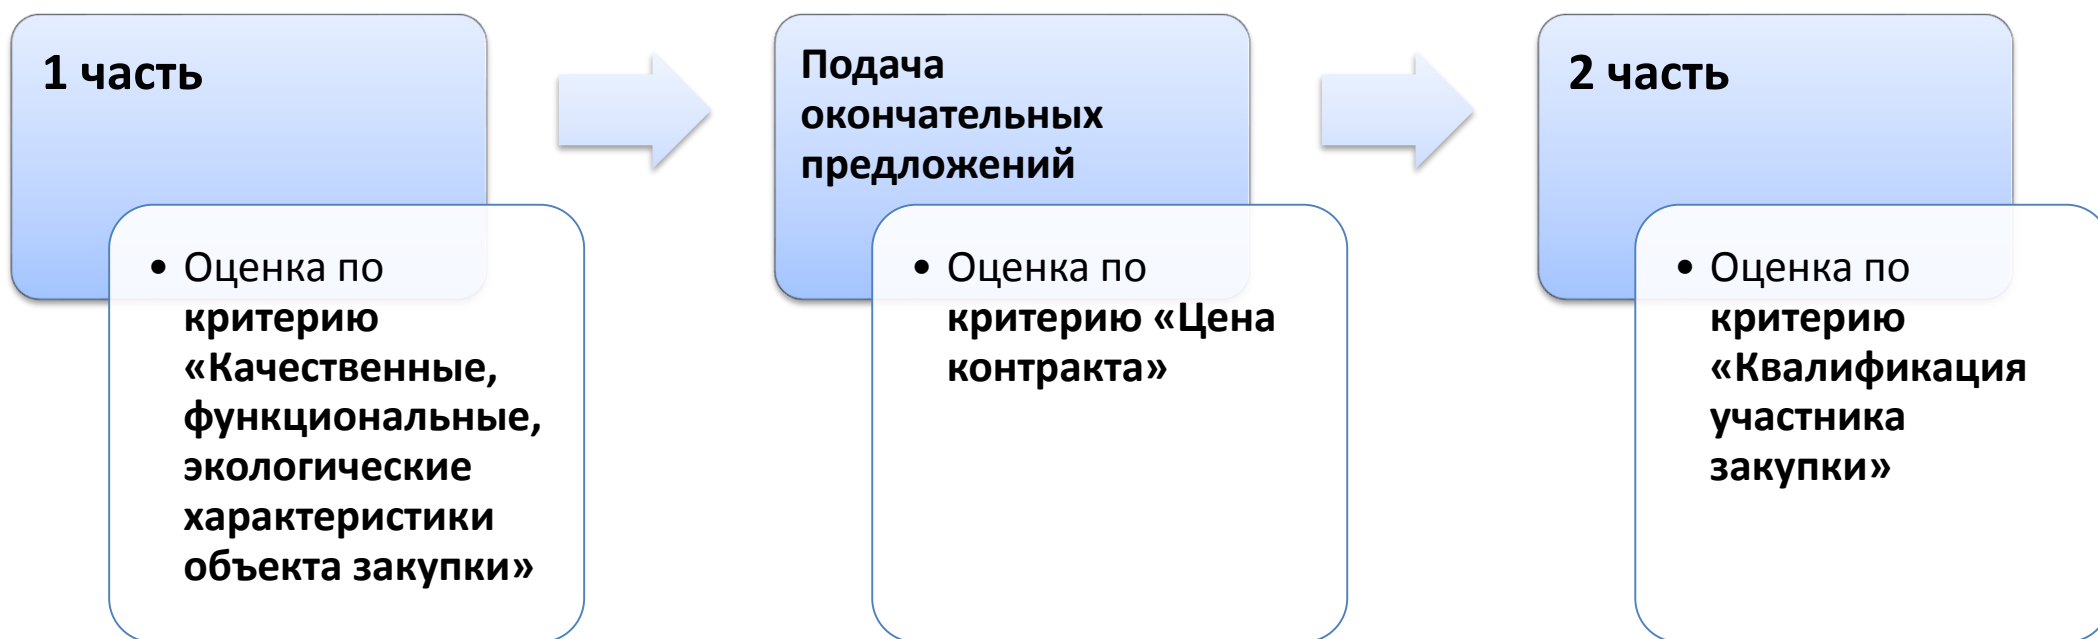 1 часть
• Оценка по
критерию
«Качественные,
функциональные,
экологические
характеристики
объекта закупки»
Подача
окончательных
предложений
• Оценка по
критерию «Цена
контракта»
2 часть
• Оценка по
критерию
«Квалификация
участника
закупки»